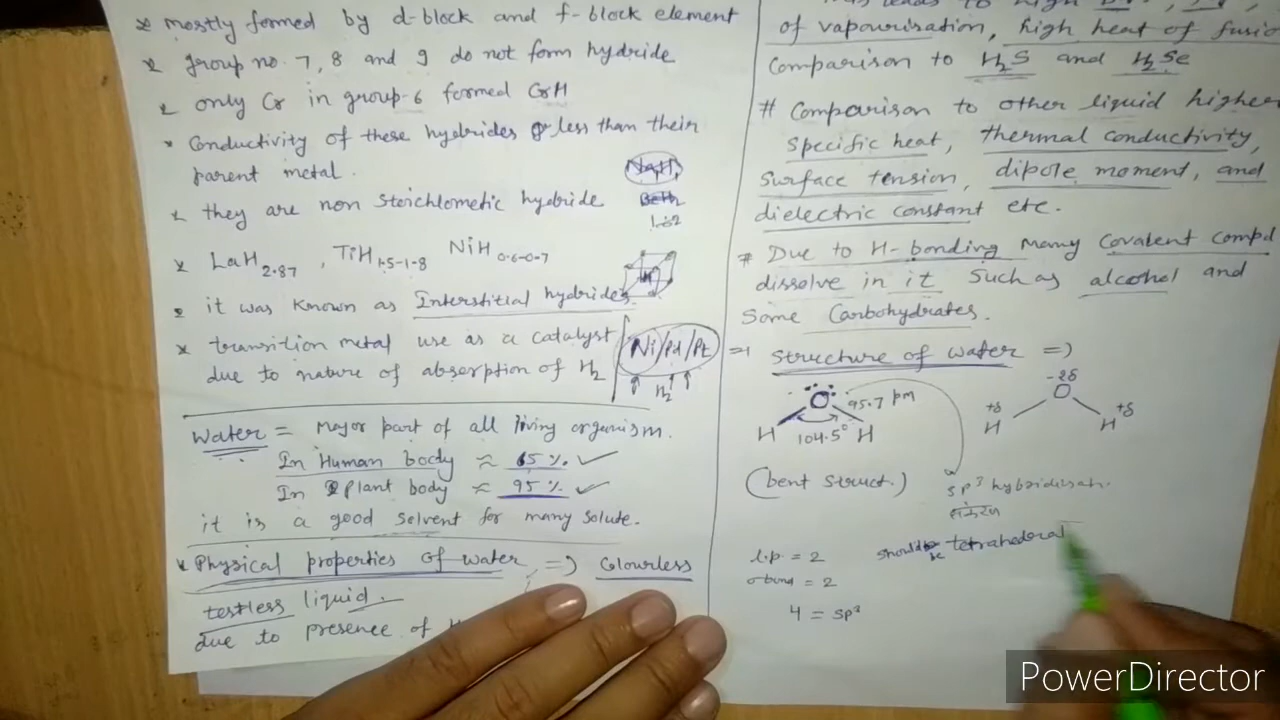 * mostly formed by d-block and f-block element
* group no. 7, 8 and 9 do not form hydride
* only Cr in group-6 formed CrH
* Conductivity of these hydrides less than their
parent metal.
* they are non stoichlometic hydride
* LaH2.87, TiH1.5-1.8 NiH0.6-0.7
* it was known as Interstitial hydrides
* transition metal use as a catalyst
due to nature of absorption of H2
Ni/Pd/Pt
H2
Water = Major part of all living organism.
In Human body ≈ 65 %. ✓
In Plant body ≈ 95 %. ✓
it is a good solvent for many solute.
* Physical properties of water => Colourless
testless liquid.
due to presence of
of vapourisation, high heat of fusio
Comparison to H2S and H2Se
# Comparison to other liquid higher
specific heat, thermal conductivity,
surface tension, dipole moment, and
dielectric constant etc.
# Due to H-bonding many Covalent compd
dissolve in it such as alcohol and
some Carbohydrates.
=> structure of water =>
O 95.7 pm
H 104.5° H
-2δ
O
+δ +δ
H H
(bent struct.)
sp3
l.p. = 2
should be tetrahedoral
σ bond = 2
4 = sp3
PowerDirector